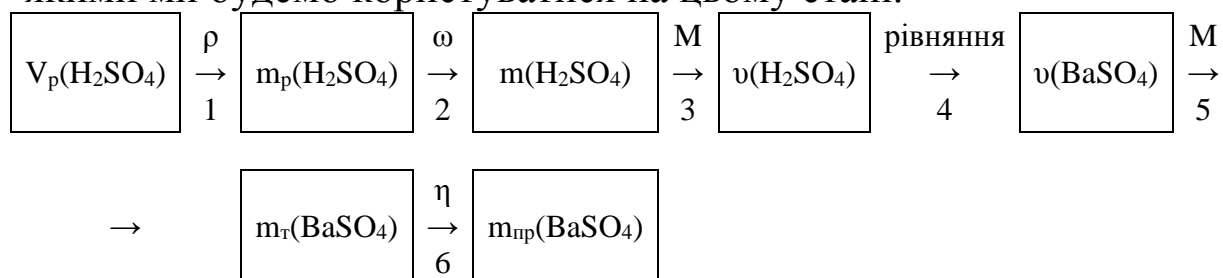 якими ми будемо користуватися на цьому етапі.
ρ ω M рівняння M
Vр(H₂SO₄) → mр(H₂SO₄) → m(H₂SO₄) → υ(H₂SO₄) → υ(BaSO₄) →
1 2 3 4 5
η
→ mт(BaSO₄) → mпр(BaSO₄)
6